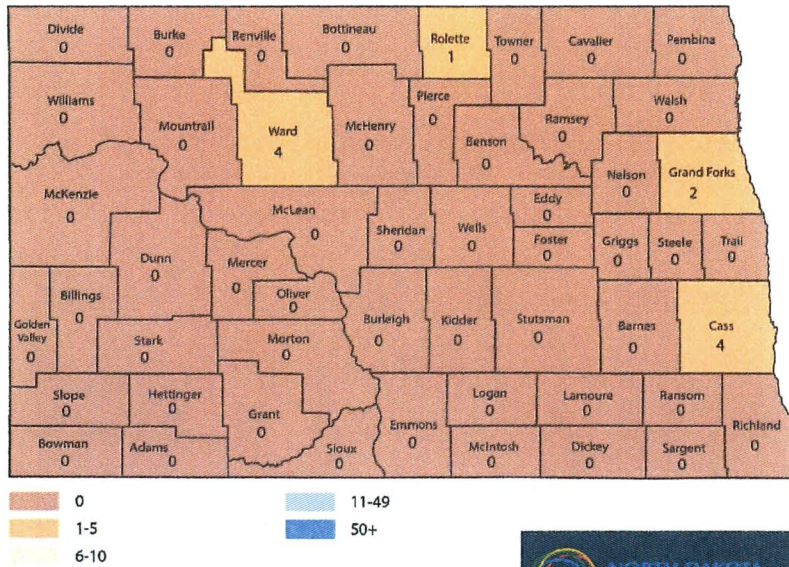 Divide
0
Burke
0
Renville
0
Bottineau
0
Rolette
1
Towner
0
Cavalier
0
Pembina
0
Williams
0
Mountrail
0
Ward
4
McHenry
0
Pierce
0
Benson
0
Ramsey
0
Walsh
0
Nelson
0
Grand Forks
2
McKenzie
0
McLean
0
Sheridan
0
Wells
0
Eddy
0
Foster
0
Griggs
0
Steele
0
Trail
0
Dunn
0
Mercer
0
Oliver
0
Billings
0
Golden
Valley
0
Stark
0
Morton
0
Burleigh
0
Kidder
0
Stutsman
0
Barnes
0
Cass
4
Slope
0
Hettinger
0
Grant
0
Bowman
0
Adams
0
Sioux
0
Emmons
0
Logan
0
Lamoure
0
Ransom
0
Richland
0
McIntosh
0
Dickey
0
Sargent
0
0
1-5
6-10
11-49
50+
NORTH DAKOTA